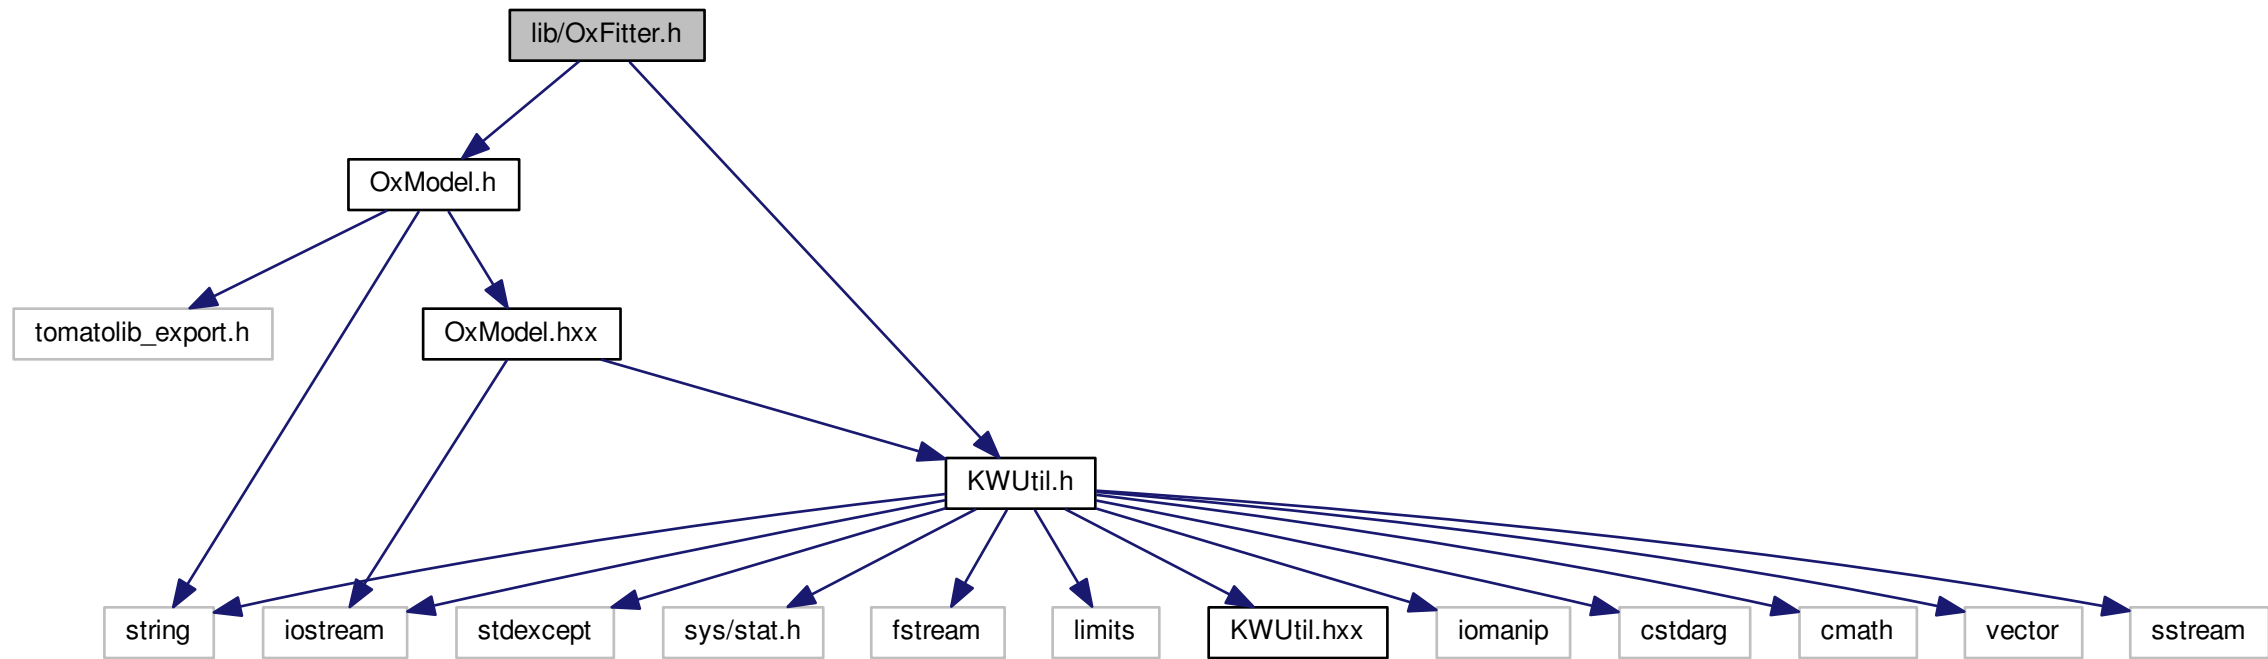 lib/OxFitter.h
OxModel.h
tomatolib_export.h
OxModel.hxx
KWUtil.h
string
iostream
stdexcept
sys/stat.h
fstream
limits
KWUtil.hxx
iomanip
cstdarg
cmath
vector
sstream